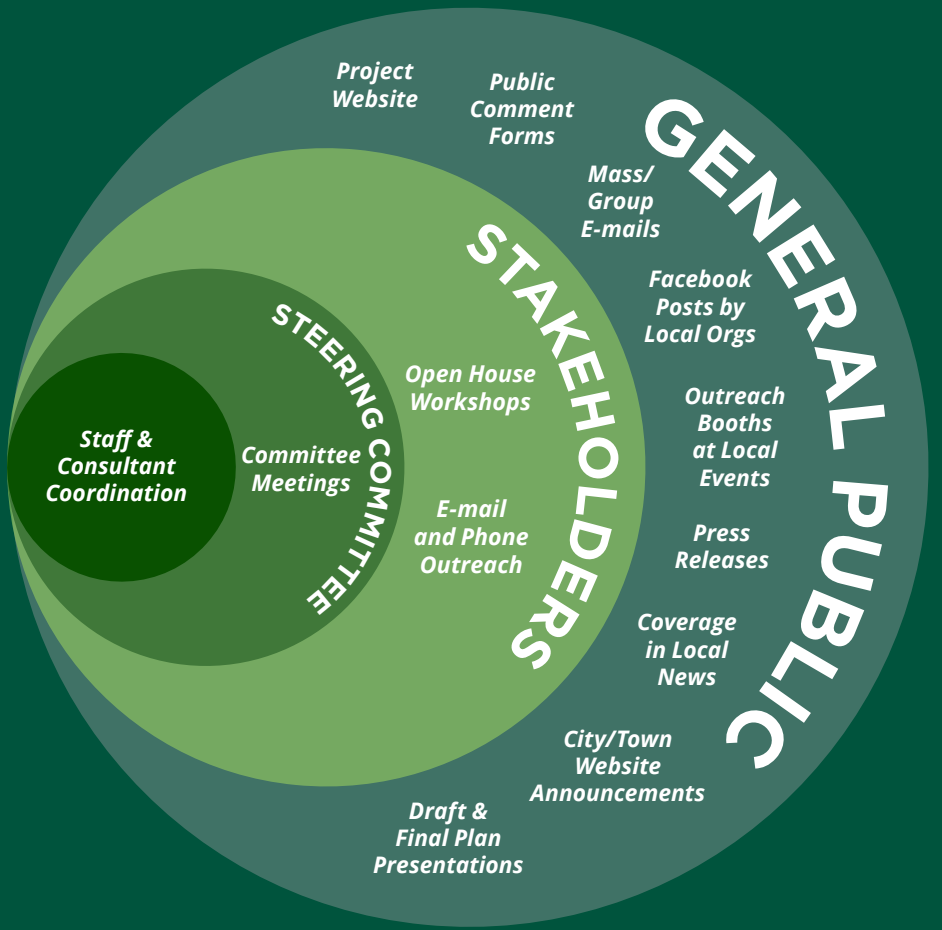 Project
Website
Public
Comment
Forms
Mass/
Group
E-mails
Facebook
Posts by
Local Orgs
Outreach
Booths
at Local
Events
Press
Releases
Coverage
in Local
News
City/Town
Website
Announcements
Draft &
Final Plan
Presentations
GENERAL PUBLIC
STAKEHOLDERS
Open House
Workshops
E-mail
and Phone
Outreach
STEERING COMMITTEE
Committee
Meetings
Staff &
Consultant
Coordination